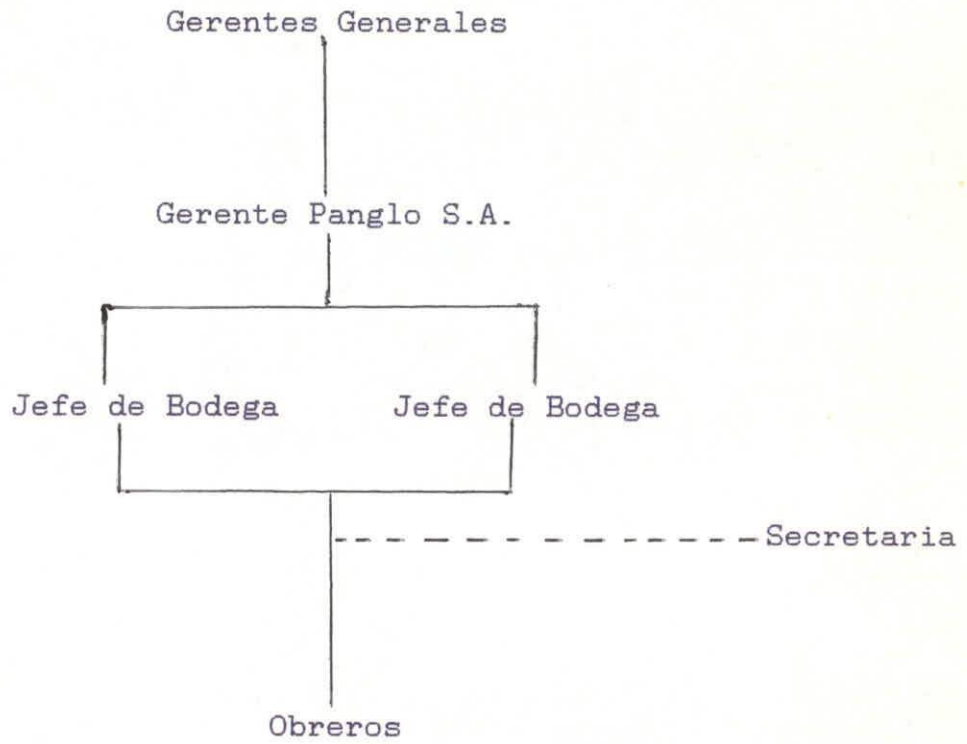 Gerentes Generales
Gerente Panglo S.A.
Jefe de Bodega Jefe de Bodega
Secretaria
Obreros